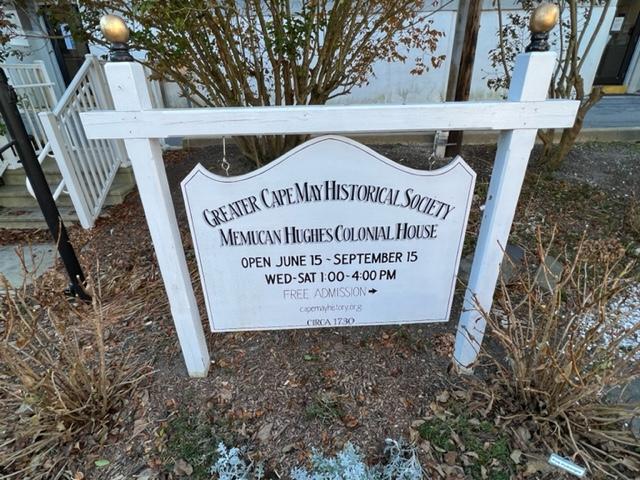 GREATER CAPE MAY HISTORICAL SOCIETY
MEMUCAN HUGHES COLONIAL HOUSE
OPEN JUNE 15 ~ SEPTEMBER 15
WED-SAT 1:00-4:00 PM
FREE ADMISSION →
capemayhistory.org
CIRCA 1730